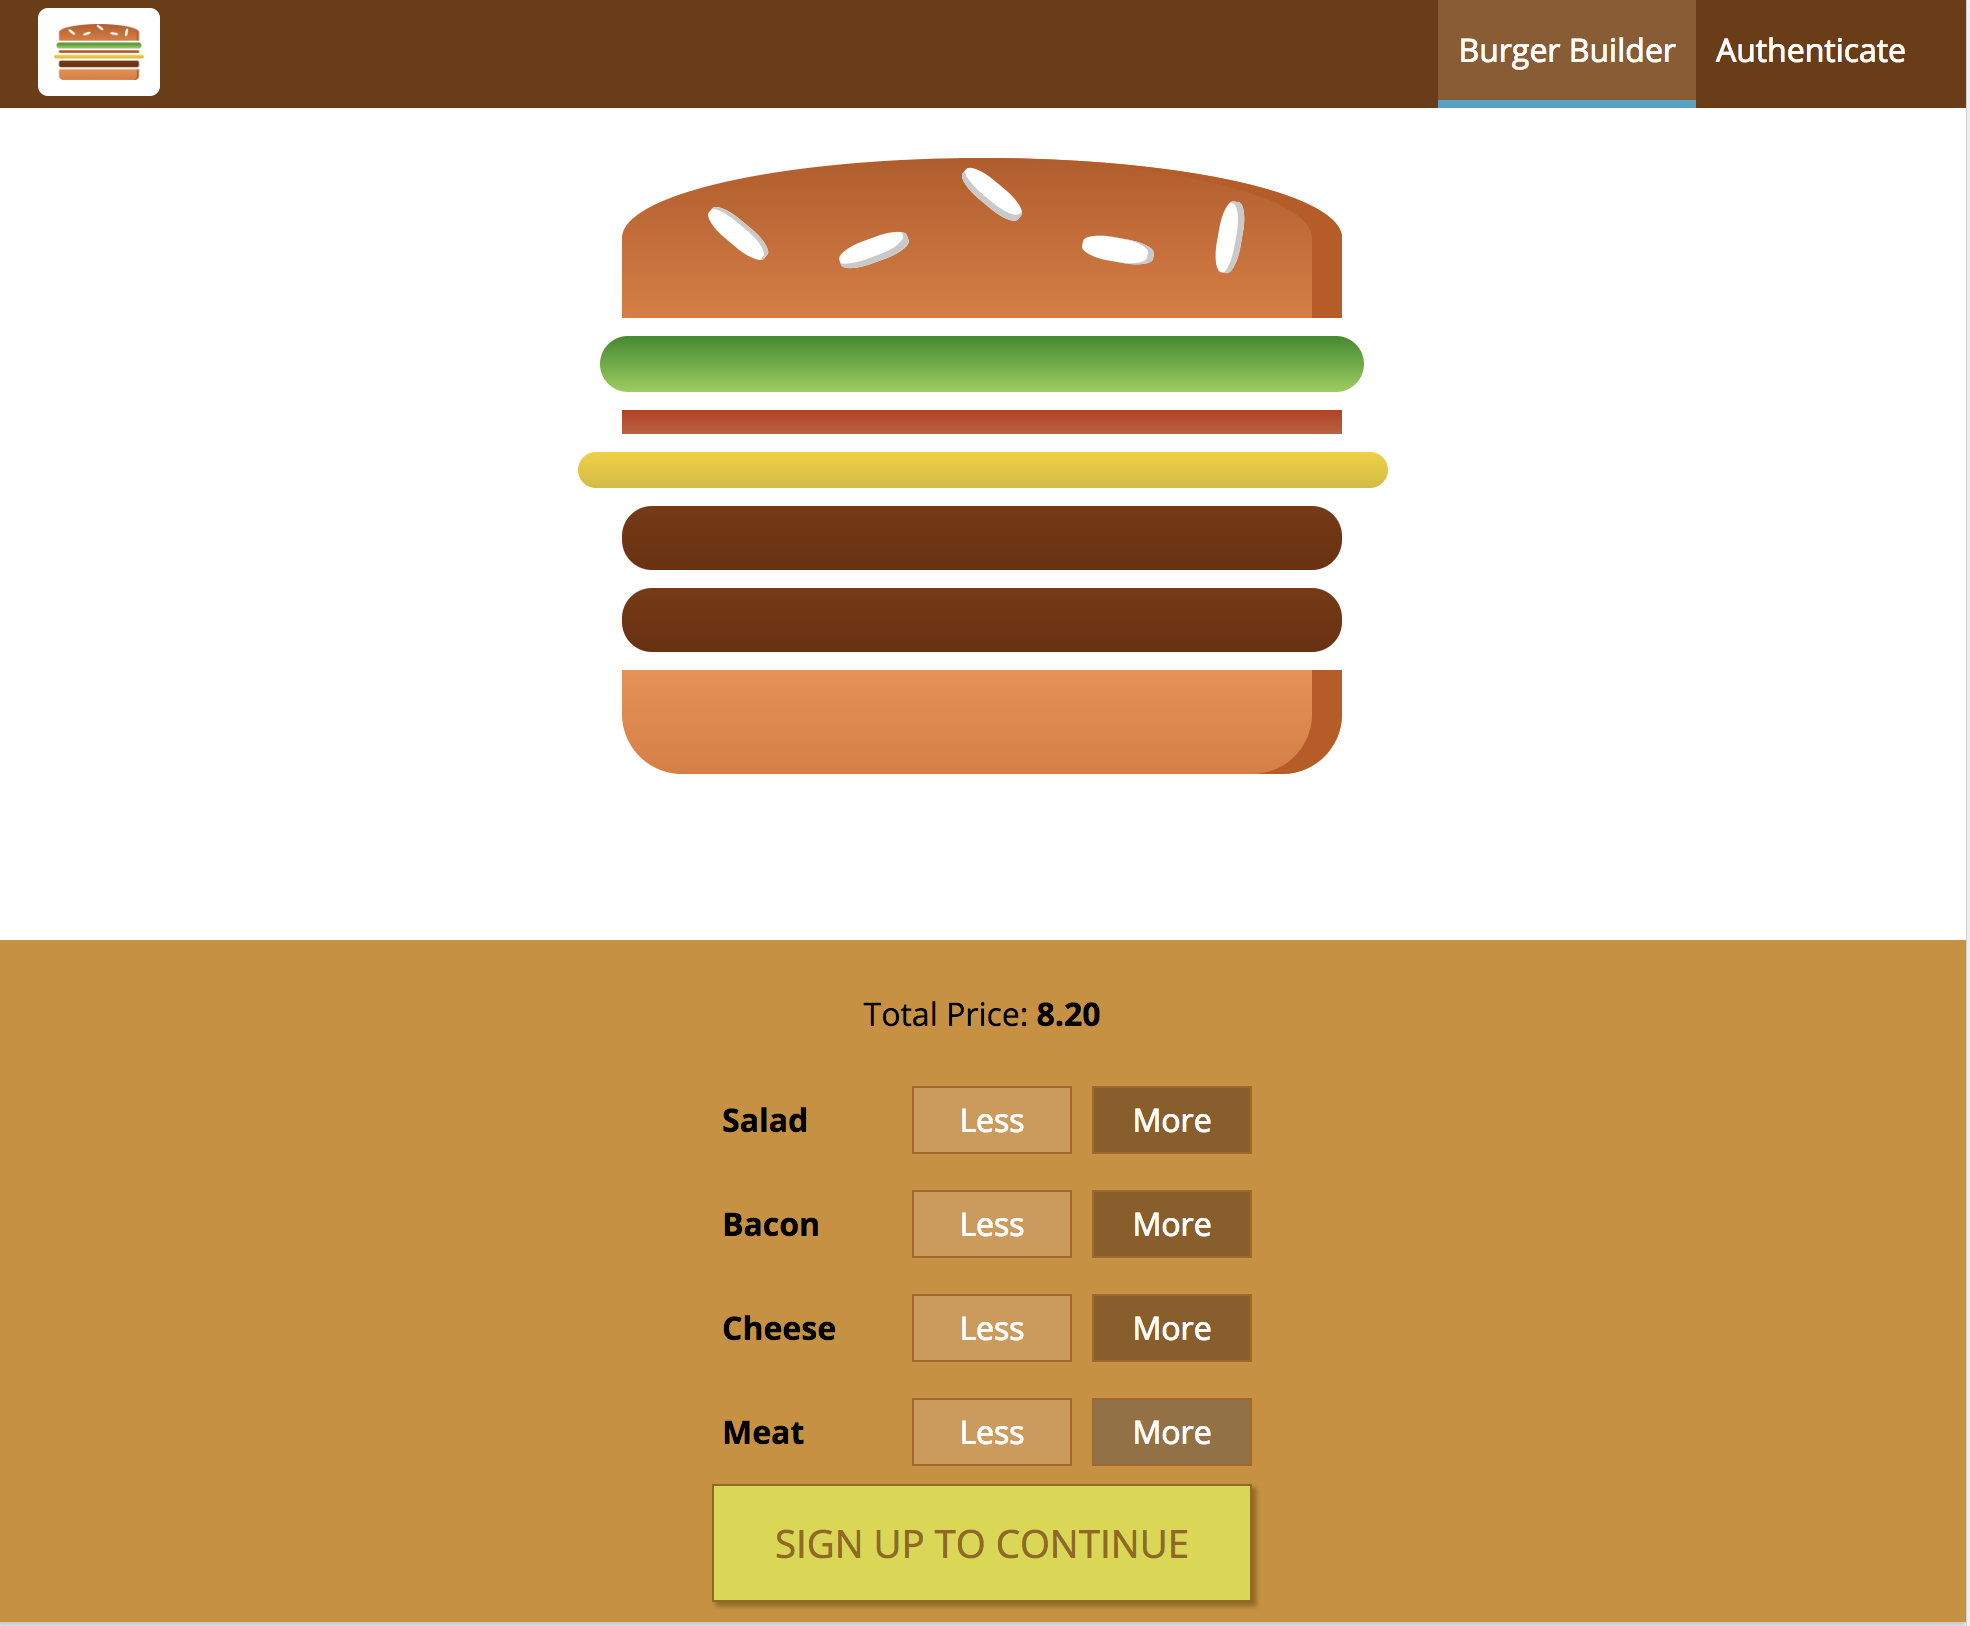 Burger Builder Authenticate
Total Price: 8.20
Salad Less More
Bacon Less More
Cheese Less More
Meat Less More
SIGN UP TO CONTINUE